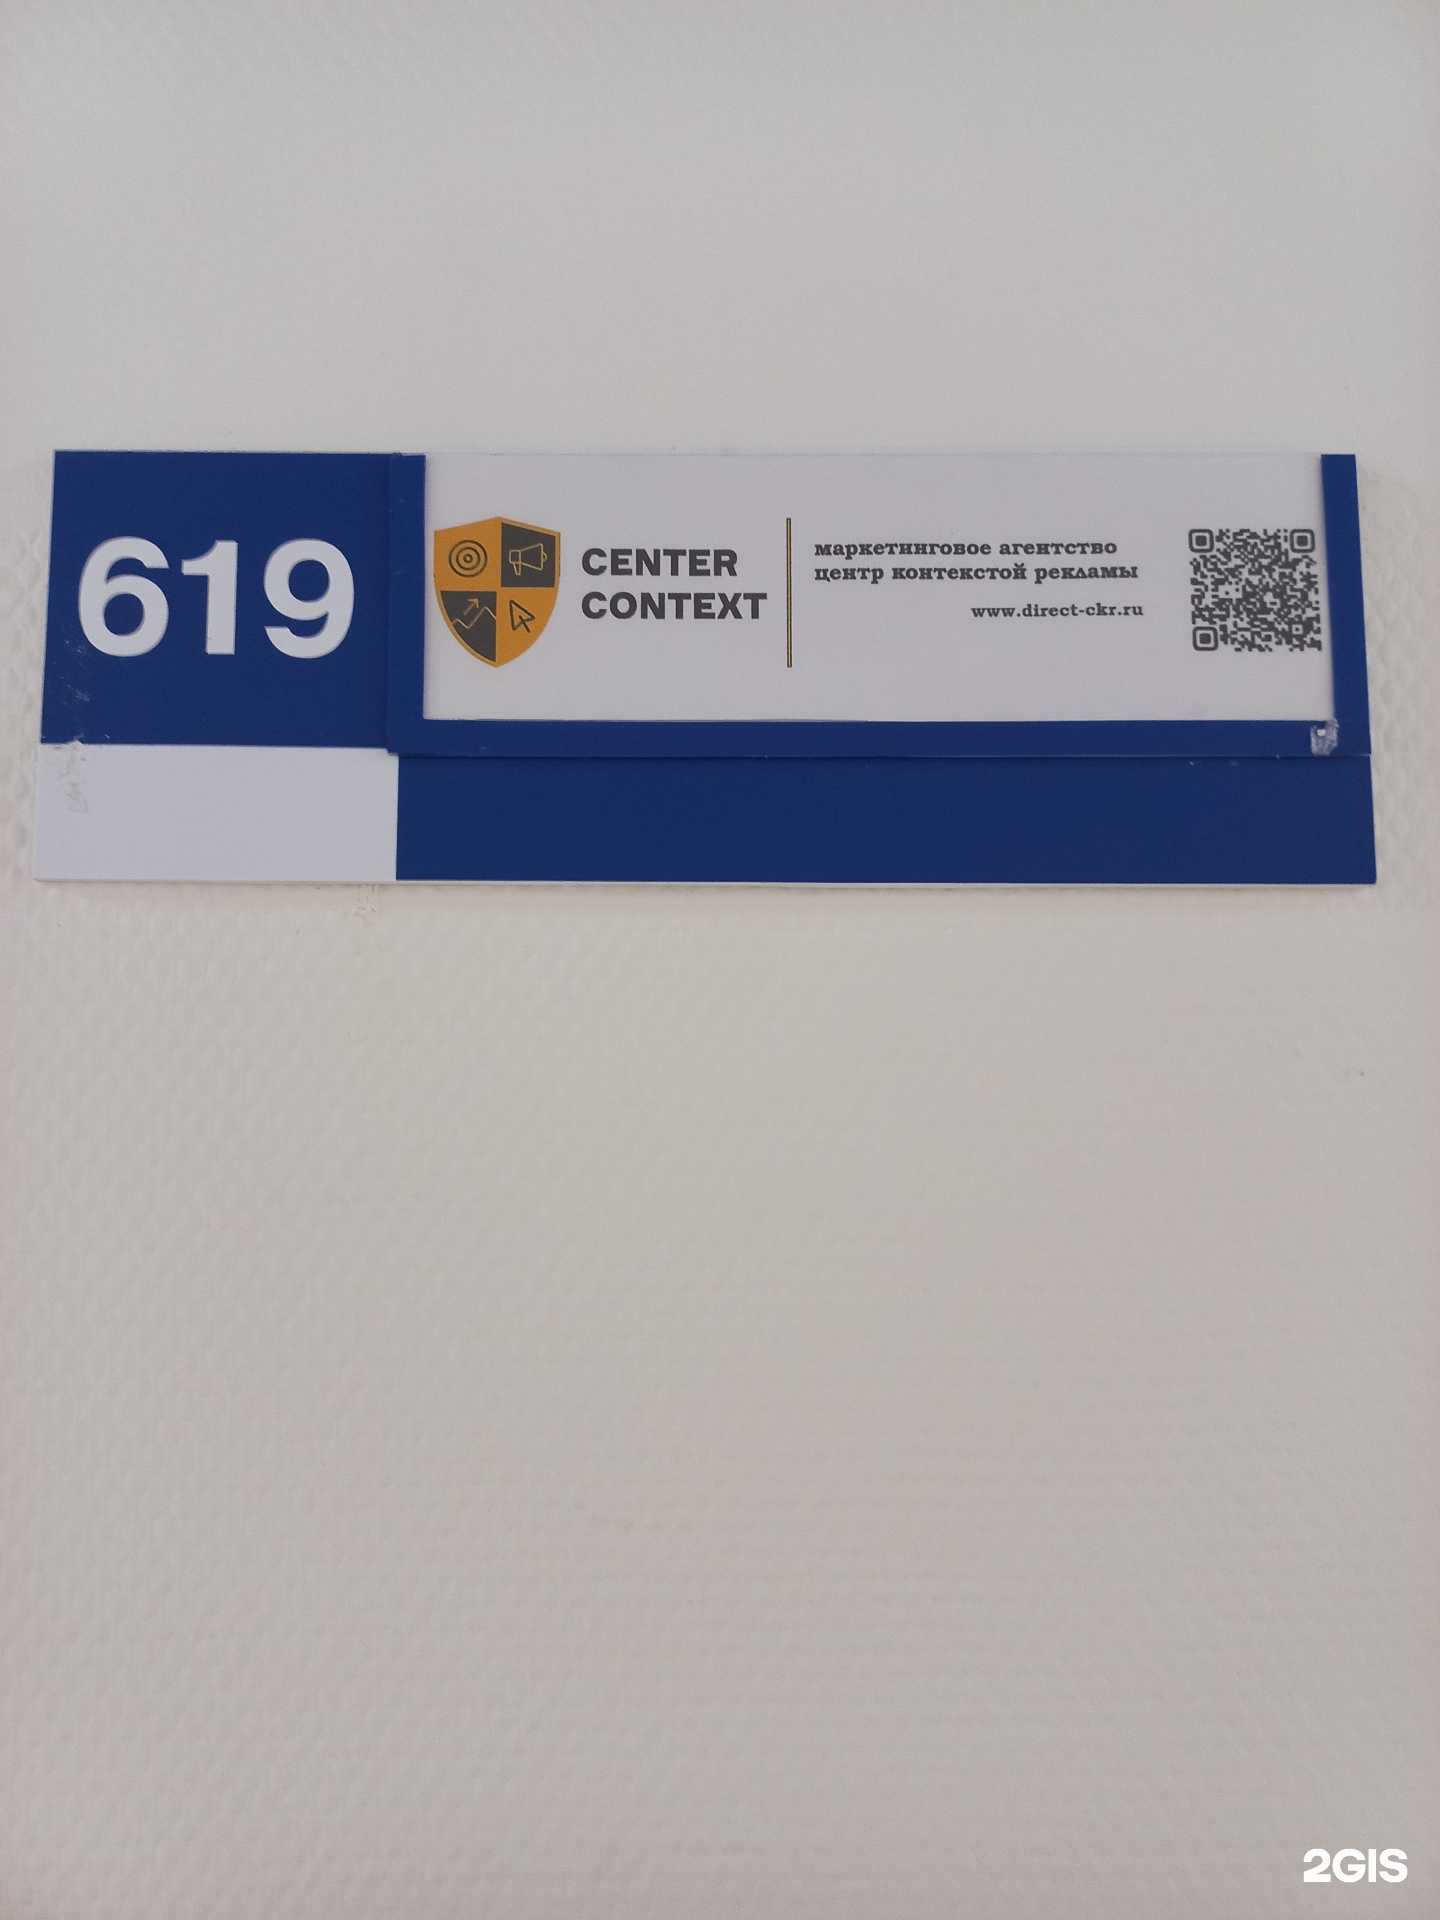 619
CENTER
CONTEXT
маркетинговое агентство
центр контекстой рекламы
www.direct-ckr.ru
2GIS